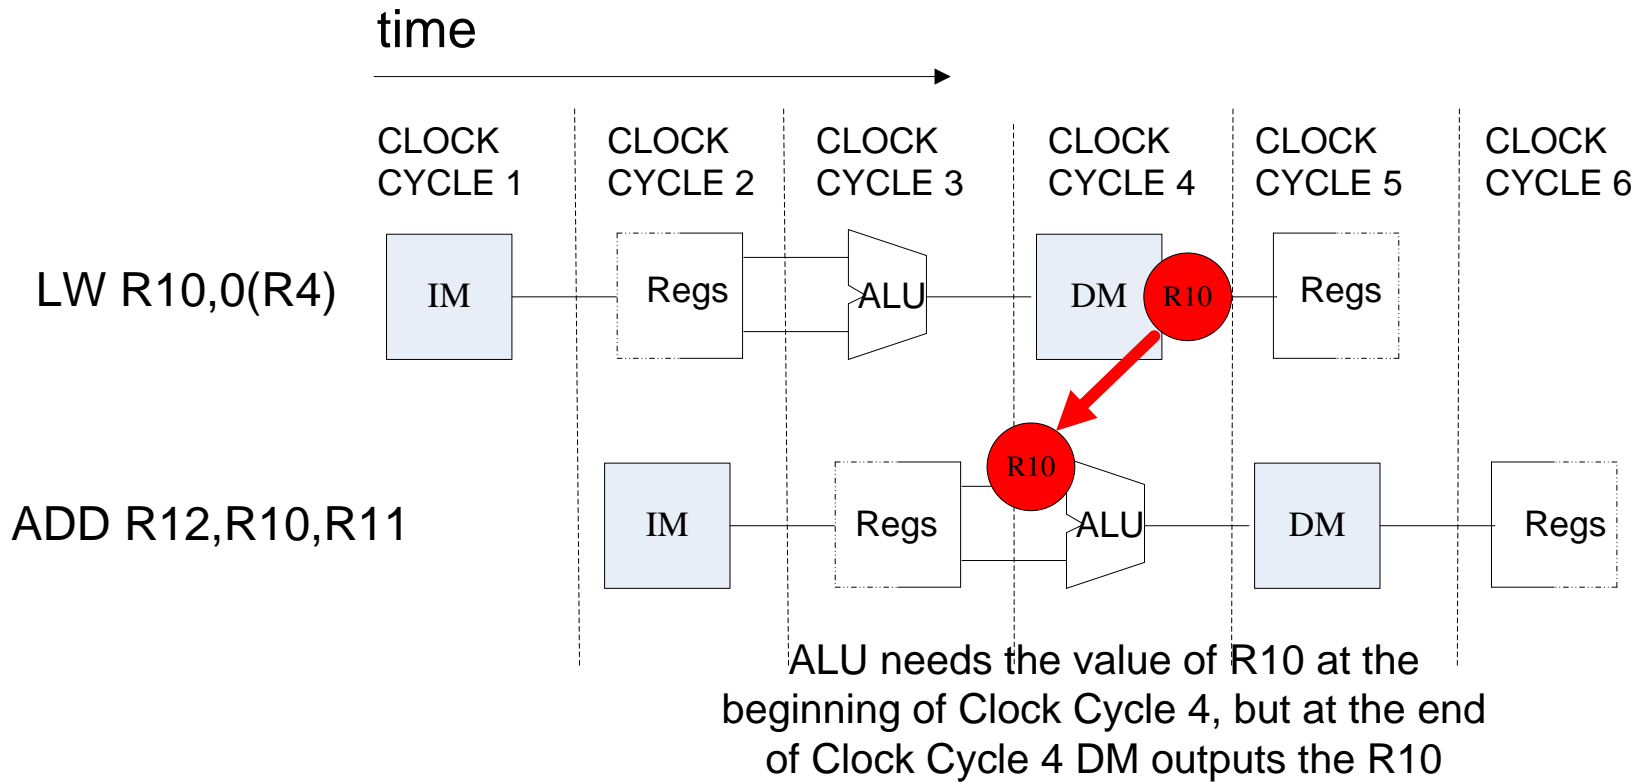 time
CLOCK CYCLE 1
CLOCK CYCLE 2
CLOCK CYCLE 3
CLOCK CYCLE 4
CLOCK CYCLE 5
CLOCK CYCLE 6
LW R10,0(R4)
IM
Regs
ALU
DM
R10
Regs
R10
ADD R12,R10,R11
IM
Regs
ALU
DM
Regs
ALU needs the value of R10 at the
beginning of Clock Cycle 4, but at the end
of Clock Cycle 4 DM outputs the R10